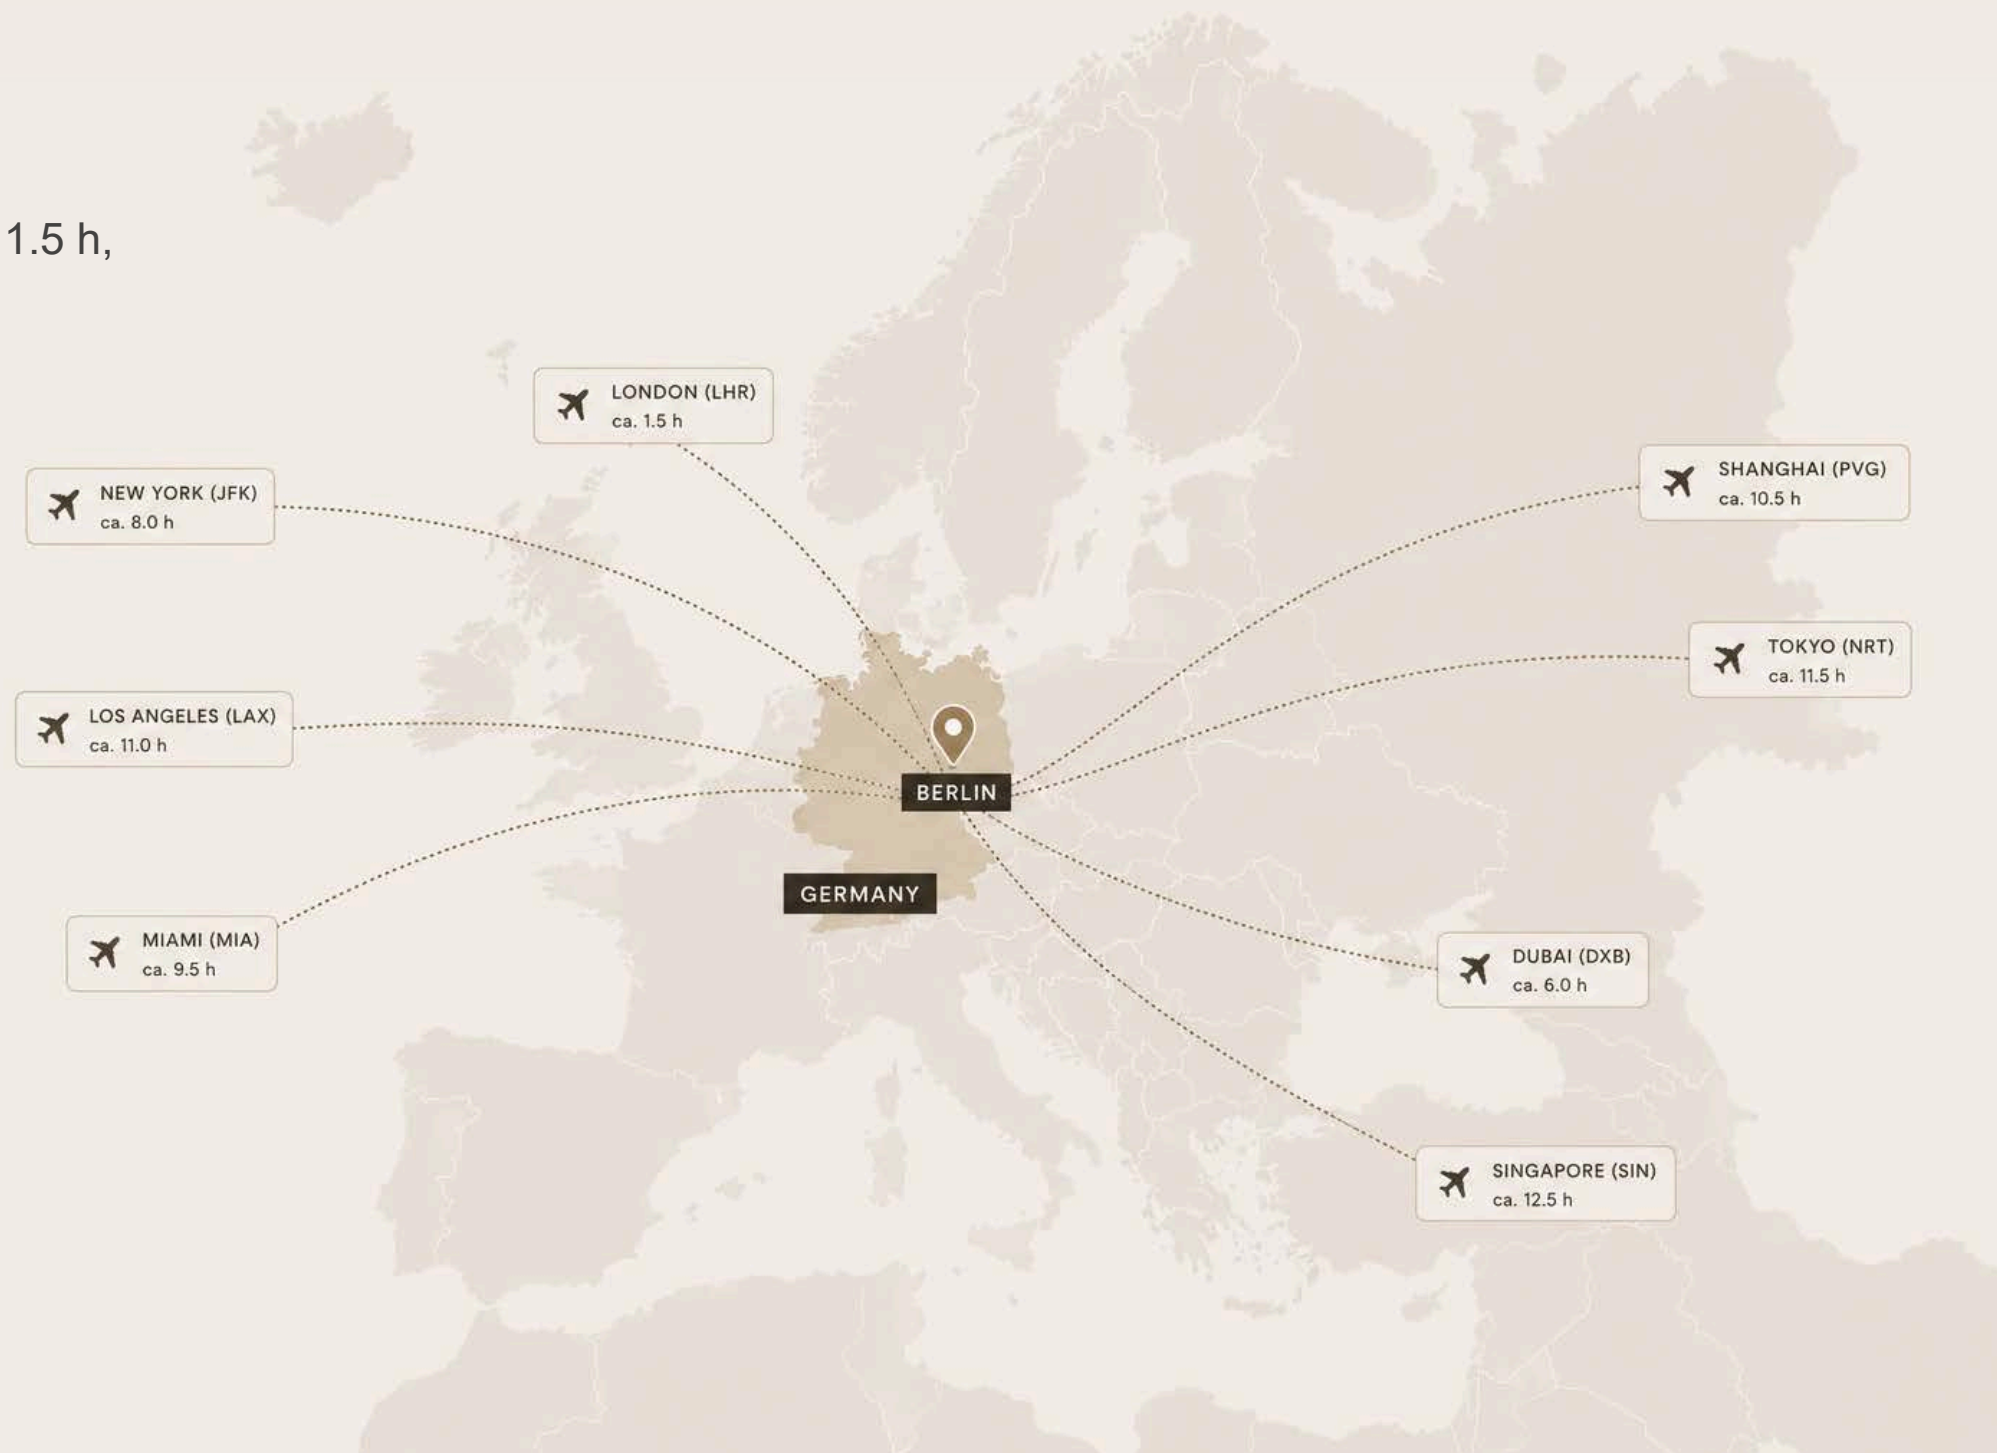 1.5 h,
LONDON (LHR)
ca. 1.5 h
NEW YORK (JFK)
ca. 8.0 h
SHANGHAI (PVG)
ca. 10.5 h
TOKYO (NRT)
ca. 11.5 h
LOS ANGELES (LAX)
ca. 11.0 h
BERLIN
GERMANY
MIAMI (MIA)
ca. 9.5 h
DUBAI (DXB)
ca. 6.0 h
SINGAPORE (SIN)
ca. 12.5 h